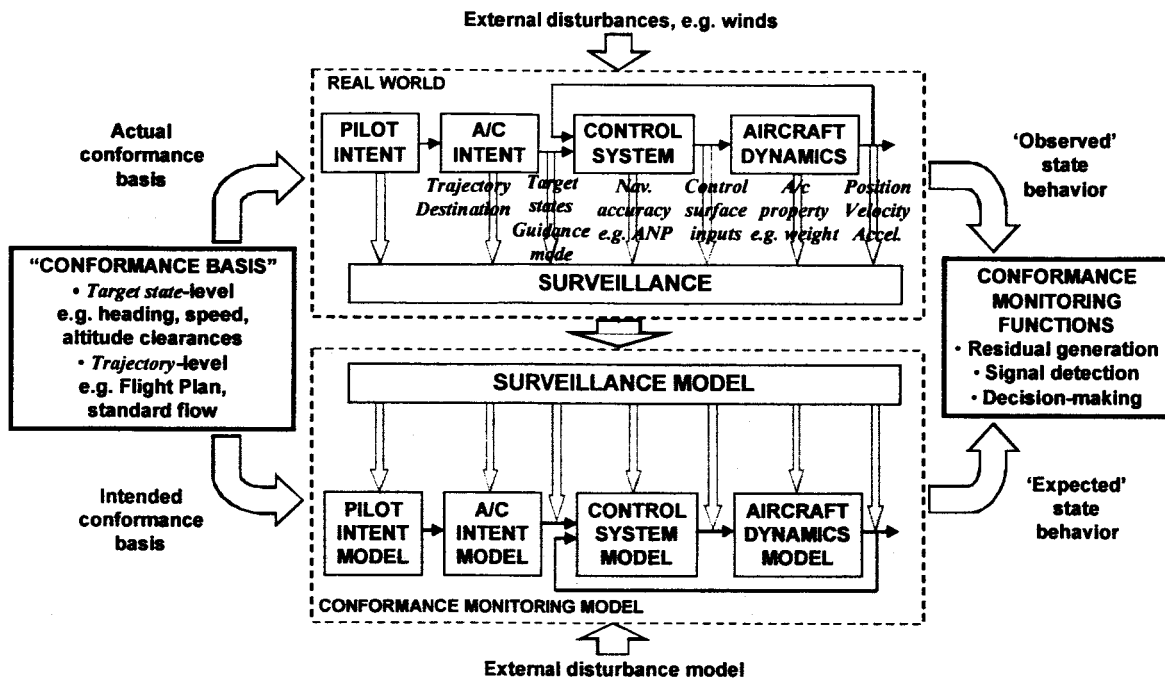 External disturbances, e.g. winds
REAL WORLD
Actual
conformance
basis
PILOT
INTENT
A/C
INTENT
CONTROL
SYSTEM
AIRCRAFT
DYNAMICS
'Observed'
state
behavior
Trajectory
Destination
Target
states
Guidance
mode
Nav.
accuracy
e.g. ANP
Control
surface
inputs
A/c
property
e.g. weight
Position
Velocity
Accel.
SURVEILLANCE
"CONFORMANCE BASIS"
• Target state-level
e.g. heading, speed,
altitude clearances
• Trajectory-level
e.g. Flight Plan,
standard flow
CONFORMANCE
MONITORING
FUNCTIONS
• Residual generation
• Signal detection
• Decision-making
SURVEILLANCE MODEL
Intended
conformance
basis
PILOT
INTENT
MODEL
A/C
INTENT
MODEL
CONTROL
SYSTEM
MODEL
AIRCRAFT
DYNAMICS
MODEL
'Expected'
state
behavior
CONFORMANCE MONITORING MODEL
External disturbance model